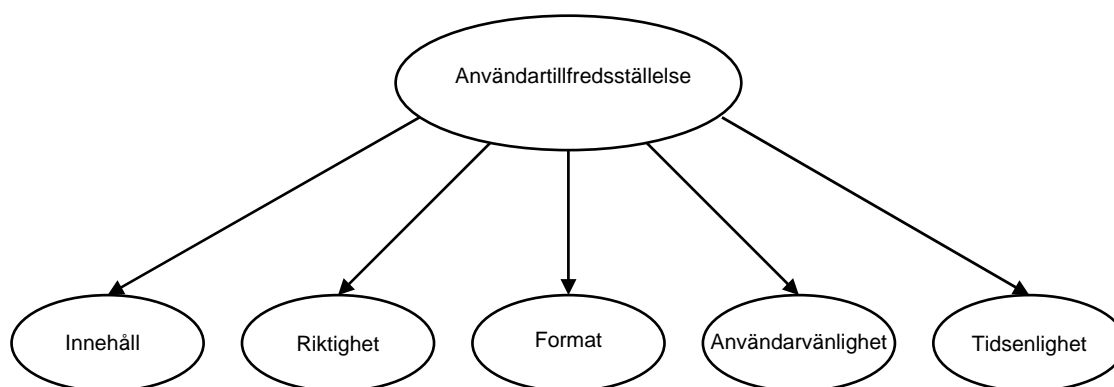 Användartillfredsställelse
Innehåll
Riktighet
Format
Användarvänlighet
Tidsenlighet